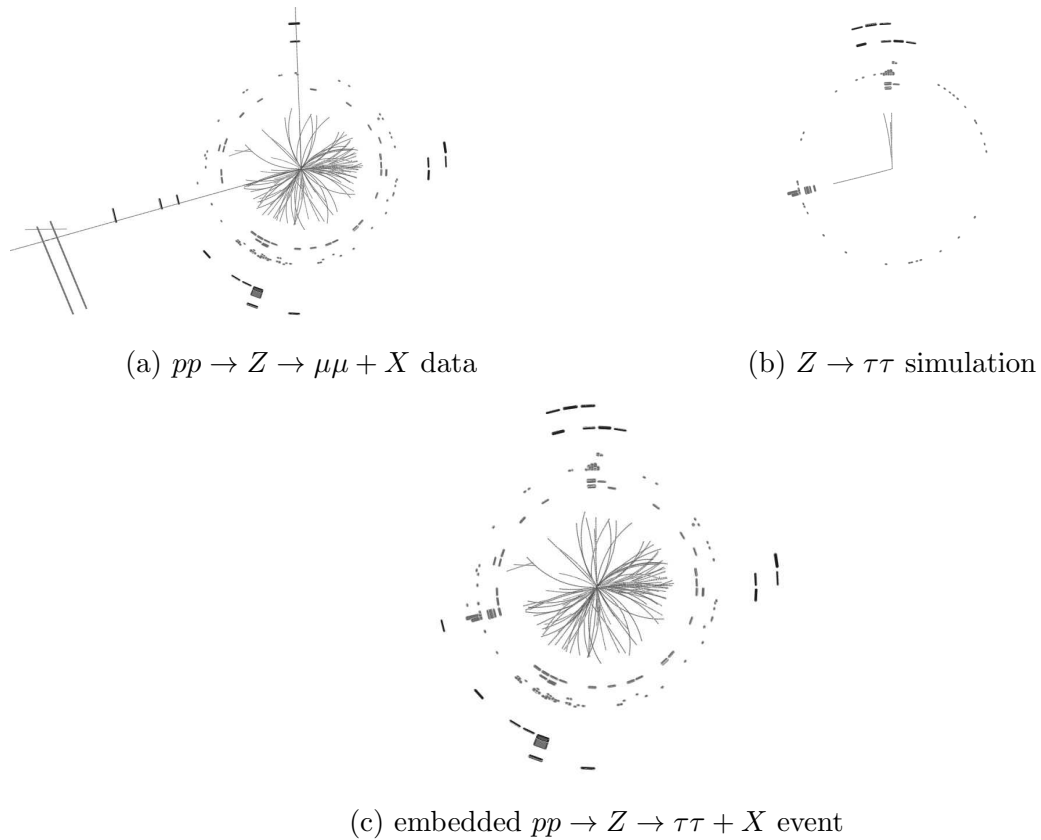 (a) pp → Z → μμ + X data
(b) Z → ττ simulation
(c) embedded pp → Z → ττ + X event